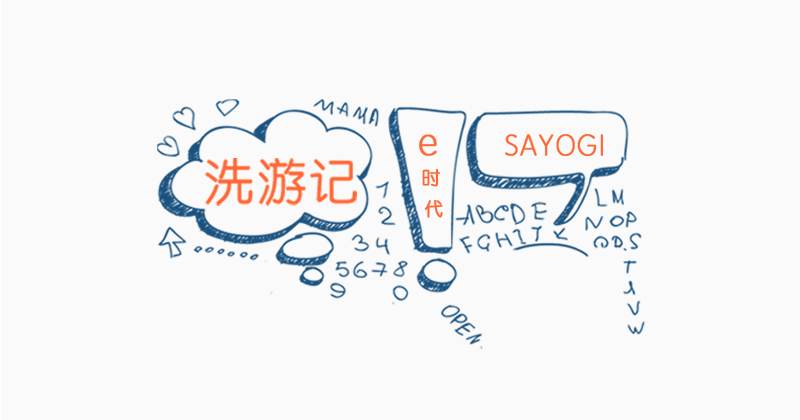 MAMA
洗游记
e
时
代
SAYOGI
1
2
3 4
5 6 7 8
9 0
ABCDE
FGHIJK
LM
NOP
Q.S
T
V
W
OPEN.